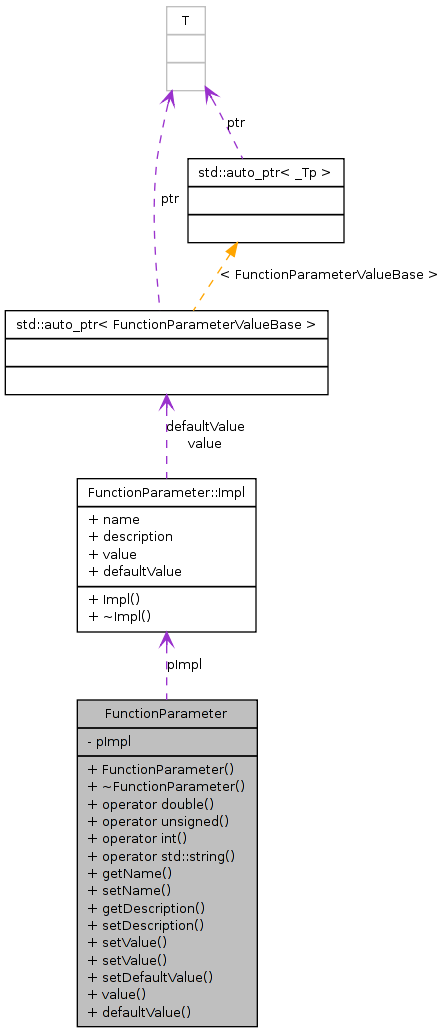 T
ptr
std::auto_ptr< _Tp >
ptr
< FunctionParameterValueBase >
std::auto_ptr< FunctionParameterValueBase >
defaultValue
value
FunctionParameter::Impl
+ name
+ description
+ value
+ defaultValue
+ Impl()
+ ~Impl()
pImpl
FunctionParameter
- pImpl
+ FunctionParameter()
+ ~FunctionParameter()
+ operator double()
+ operator unsigned()
+ operator int()
+ operator std::string()
+ getName()
+ setName()
+ getDescription()
+ setDescription()
+ setValue()
+ setValue()
+ setDefaultValue()
+ value()
+ defaultValue()